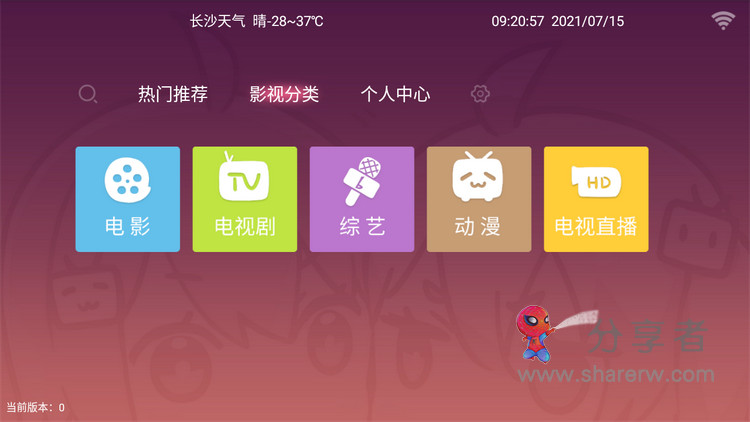 长沙天气 晴-28~37℃ 09:20:57 2021/07/15
热门推荐 影视分类 个人中心
TV HD
电影 电视剧 综艺 动漫 电视直播
分享者
www.sharerw.com
当前版本：0